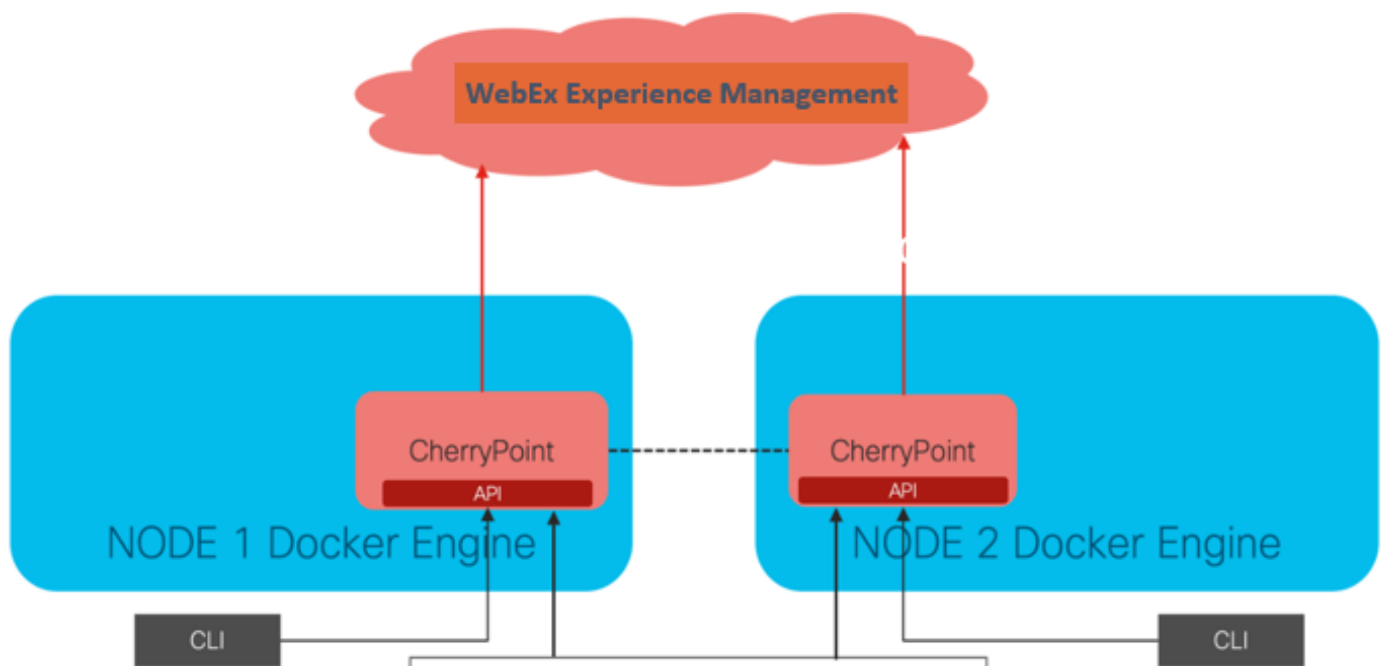 WebEx Experience Management
CherryPoint
API
NODE 1 Docker Engine
CherryPoint
API
NODE 2 Docker Engine
CLI
CLI